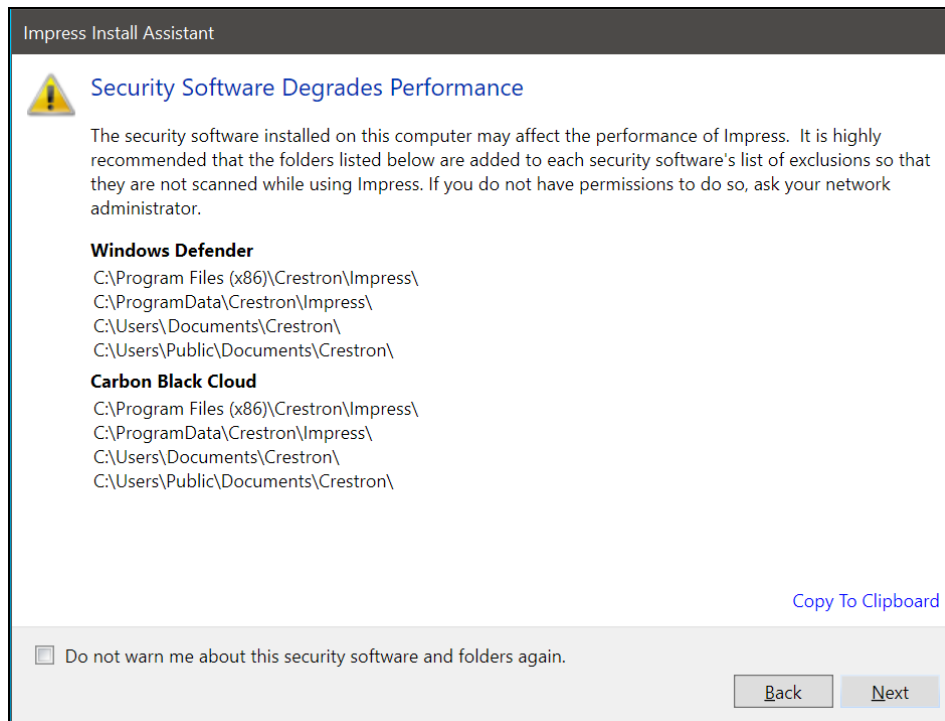 Impress Install Assistant
Security Software Degrades Performance
The security software installed on this computer may affect the performance of Impress. It is highly
recommended that the folders listed below are added to each security software's list of exclusions so that
they are not scanned while using Impress. If you do not have permissions to do so, ask your network
administrator.
Windows Defender
C:\Program Files (x86)\Crestron\Impress\
C:\ProgramData\Crestron\Impress\
C:\Users\Documents\Crestron\
C:\Users\Public\Documents\Crestron\
Carbon Black Cloud
C:\Program Files (x86)\Crestron\Impress\
C:\ProgramData\Crestron\Impress\
C:\Users\Documents\Crestron\
C:\Users\Public\Documents\Crestron\
Copy To Clipboard
Do not warn me about this security software and folders again.
Back Next